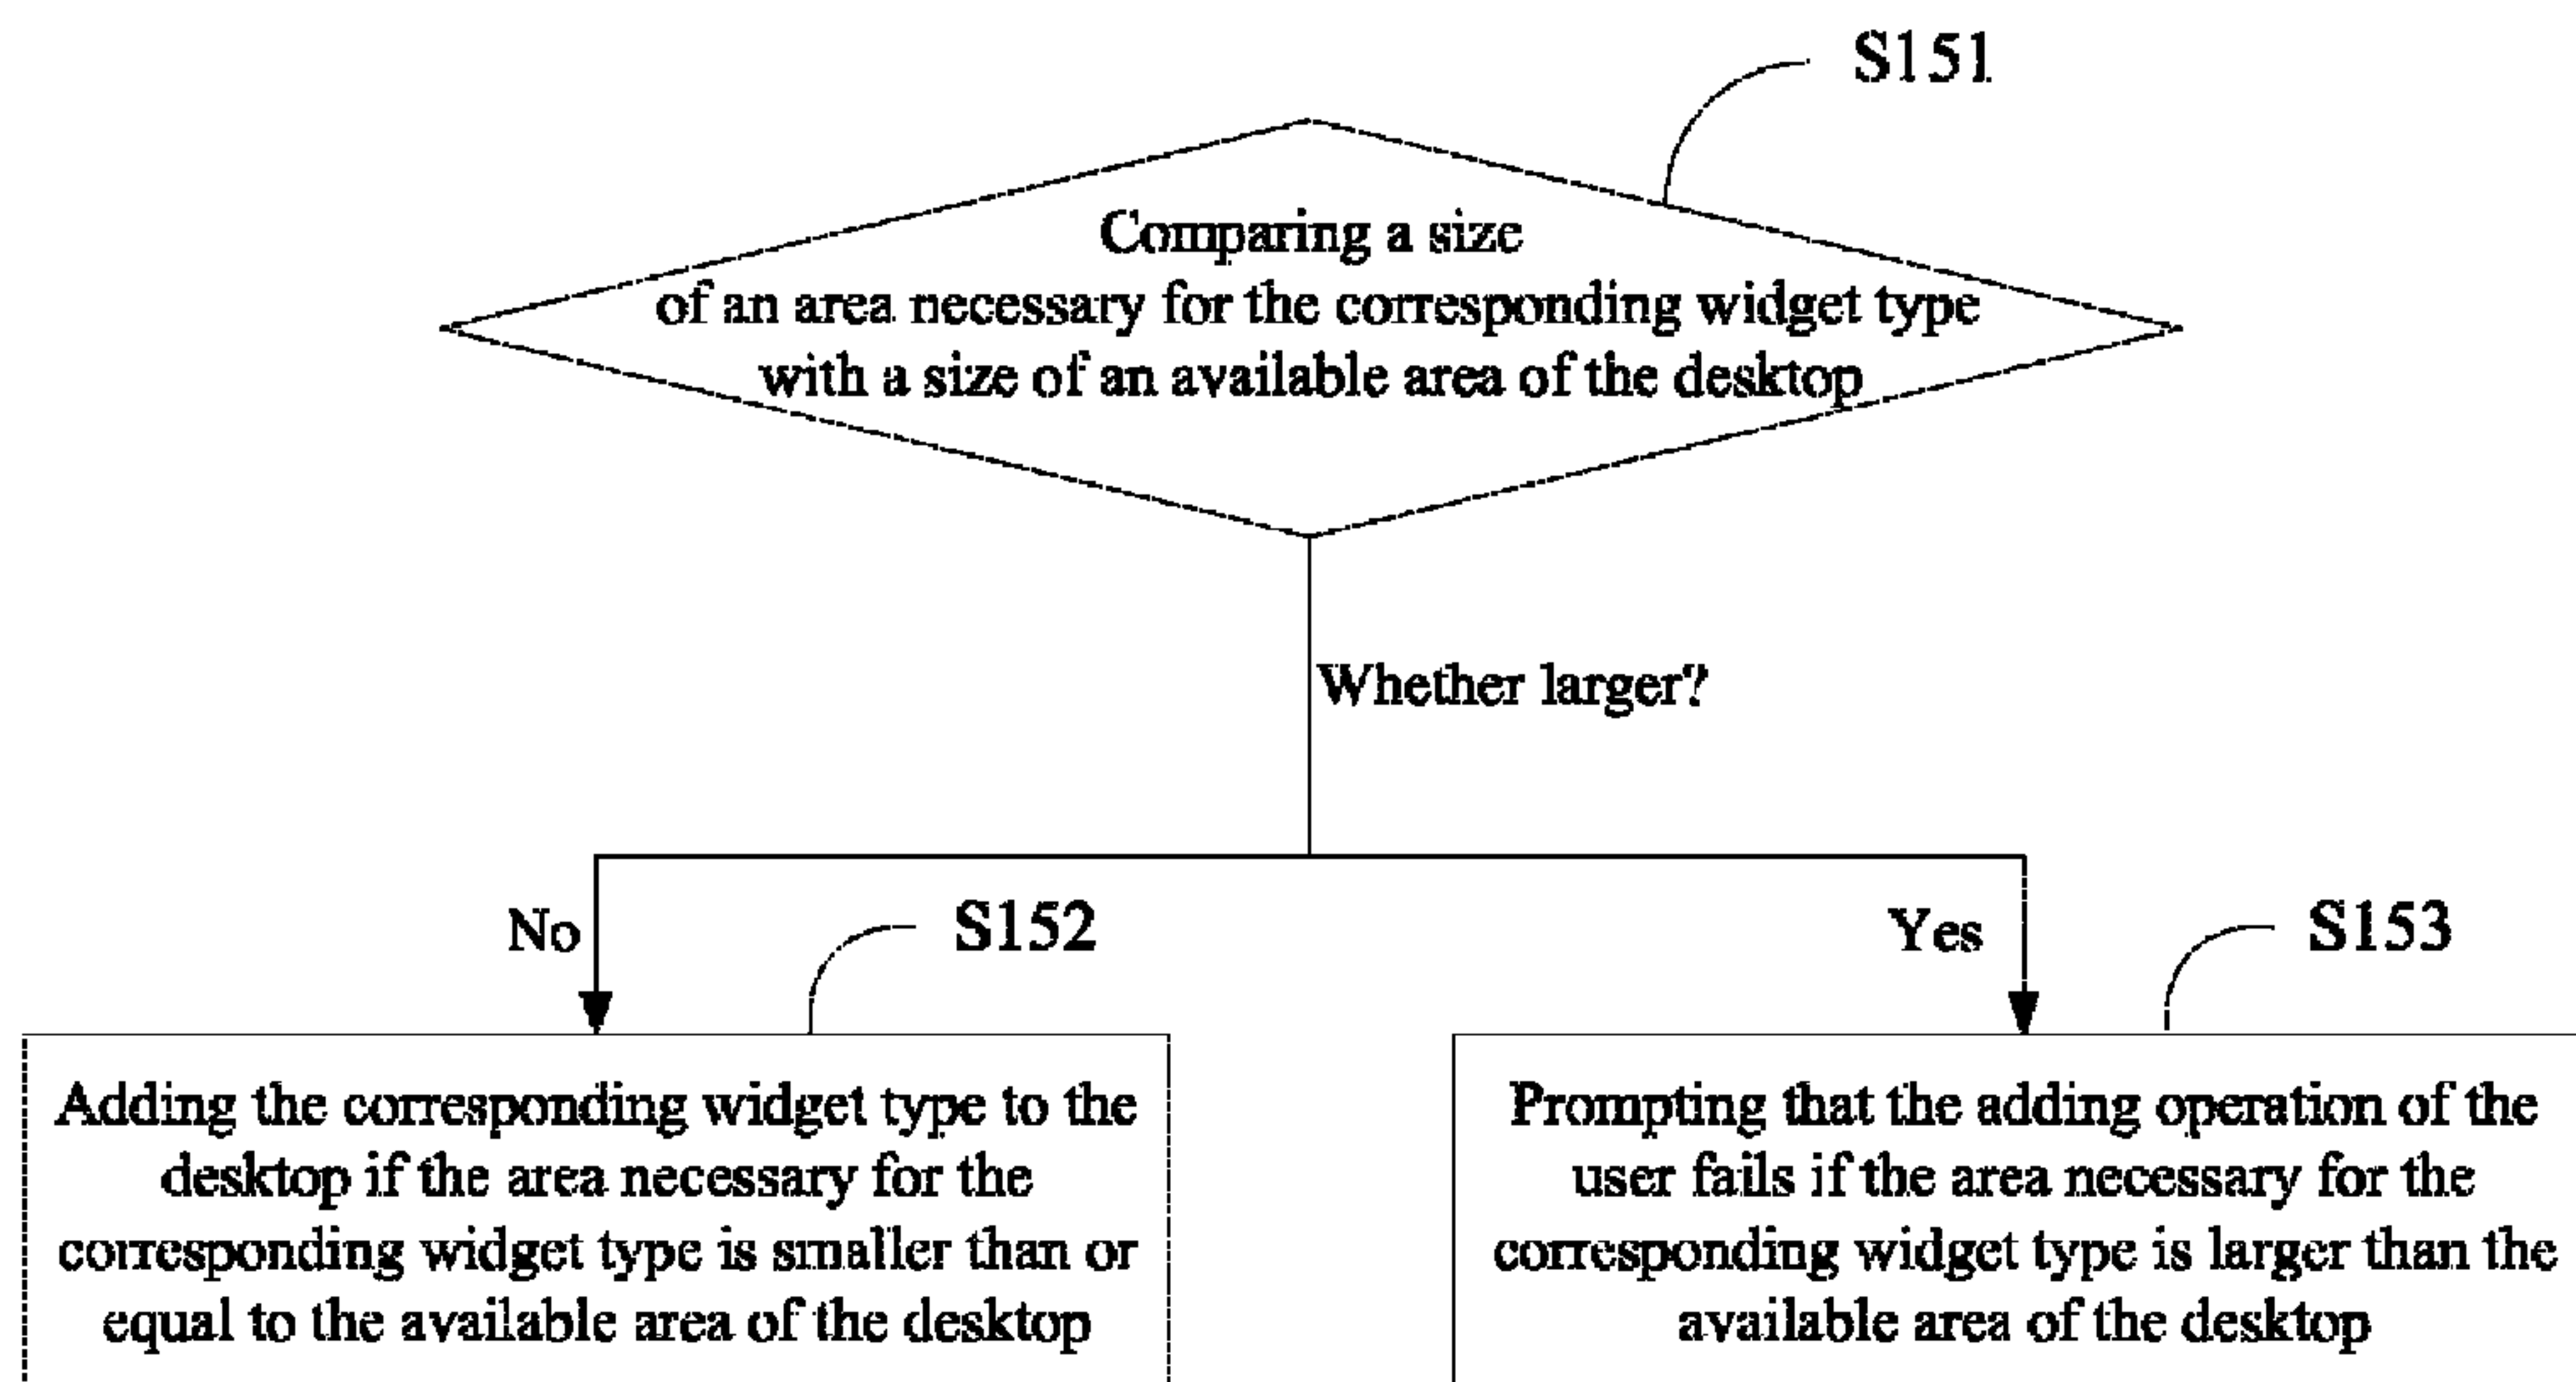 S151
Comparing a size
of an area necessary for the corresponding widget type
with a size of an available area of the desktop
Whether larger?
No
S152
Yes
S153
Adding the corresponding widget type to the
desktop if the area necessary for the
corresponding widget type is smaller than or
equal to the available area of the desktop
Prompting that the adding operation of the
user fails if the area necessary for the
corresponding widget type is larger than the
available area of the desktop